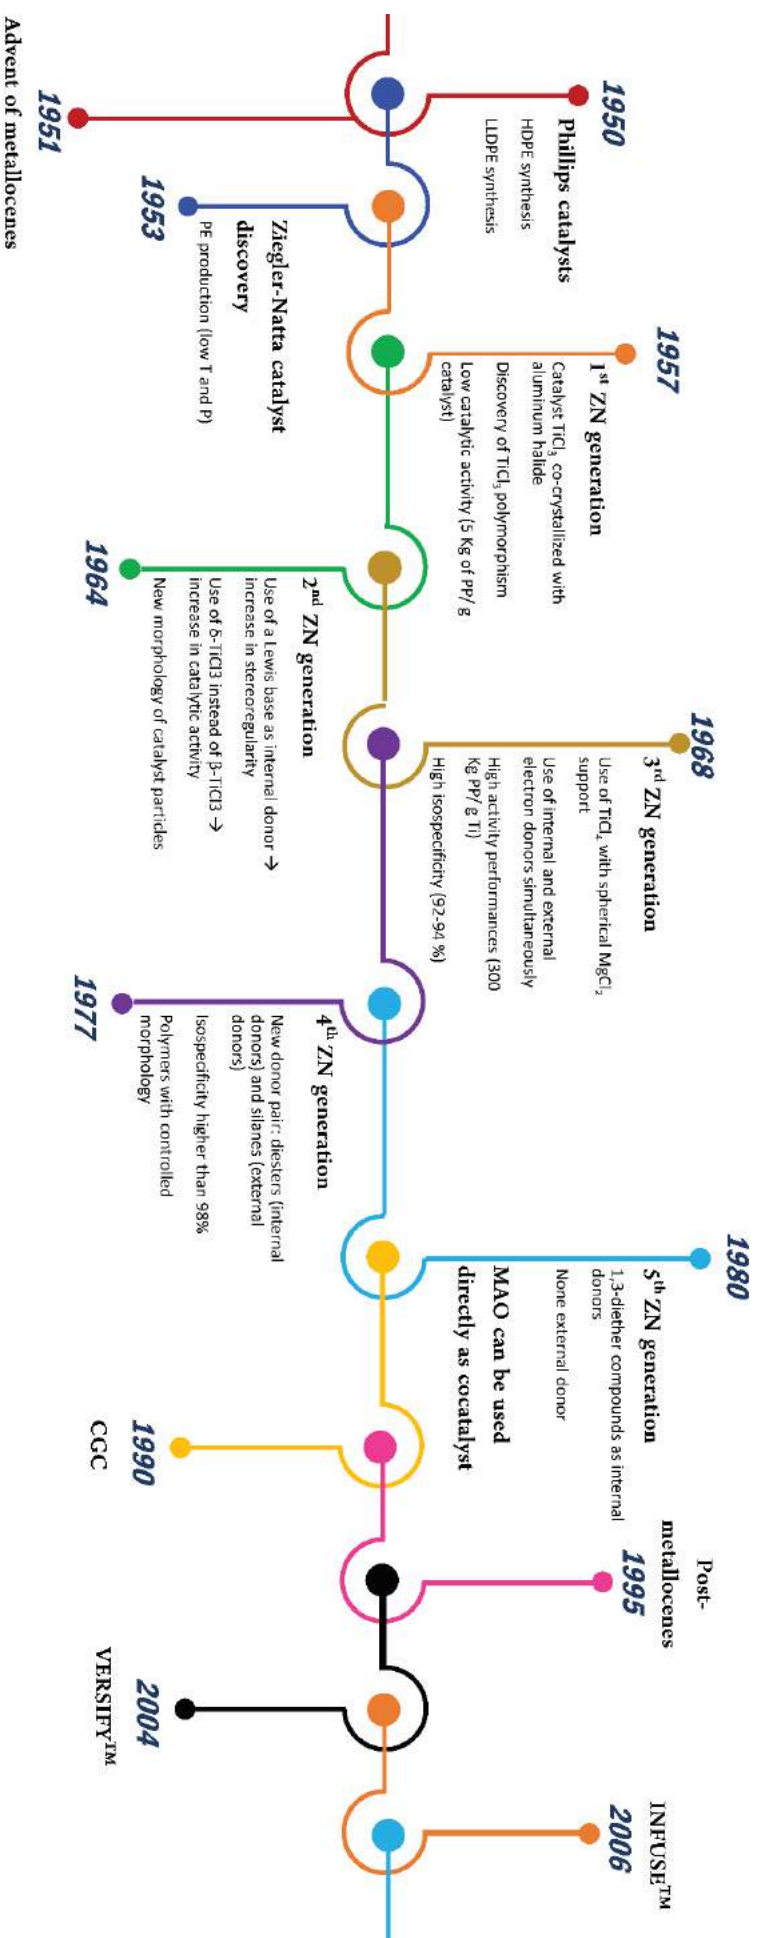 1950
Phillips catalysts
HDPE synthesis
LLDPE synthesis
1951
Advent of metallocenes
1953
Ziegler-Natta catalyst
discovery
PE production (low T and P)
1957
1st ZN generation
Catalyst TiCl₃ co-crystallized with
aluminum halide
Discovery of TiCl₃ polymorphism
Low catalytic activity (5 Kg of PP/ g
catalyst)
1964
2nd ZN generation
Use of a Lewis base as internal donor →
increase in stereoregularity
Use of δ-TiCl3 instead of β-TiCl3 →
increase in catalytic activity
New morphology of catalyst particles
1968
3rd ZN generation
Use of TiCl₄ with spherical MgCl₂
support
Use of internal and external
electron donors simultaneously
High activity performances (300
Kg PP/ g Ti)
High isospecificity (92-94 %)
1977
4th ZN generation
New donor pair: diesters (internal
donors) and silanes (external
donors)
Isospecificity higher than 98%
Polymers with controlled
morphology
1980
5th ZN generation
1,3-diether compounds as internal
donors
None external donor
MAO can be used
directly as cocatalyst
1990
CGC
Post-
metallocenes
1995
2004
VERSIFY™
INFUSE™
2006